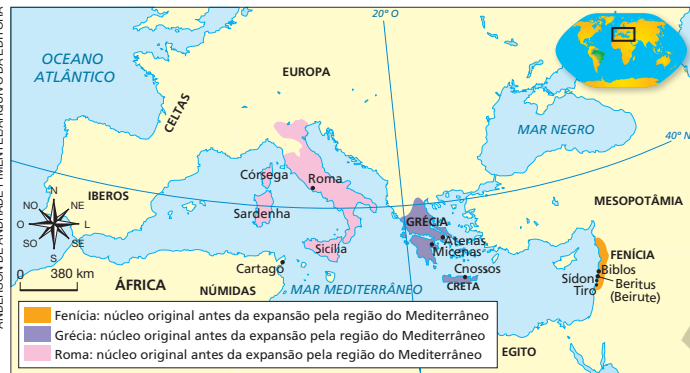 20° O
OCEANO
ATLÂNTICO
EUROPA
CELTAS
MAR NEGRO
40° N
IBEROS
Córsega
Roma
Sardenha
MESOPOTÂMIA
GRÉCIA
Atenas
Micenas
Sicília
Cartago
Cnossos
CRETA
FENÍCIA
Biblos
Sídon
Beritus
(Beirute)
Tiro
N
NO
NE
O
L
SO
SE
S
0
380 km
ÁFRICA
NÚMIDAS
MAR MEDITERRÂNEO
EGITO
Fenícia: núcleo original antes da expansão pela região do Mediterrâneo
Grécia: núcleo original antes da expansão pela região do Mediterrâneo
Roma: núcleo original antes da expansão pela região do Mediterrâneo